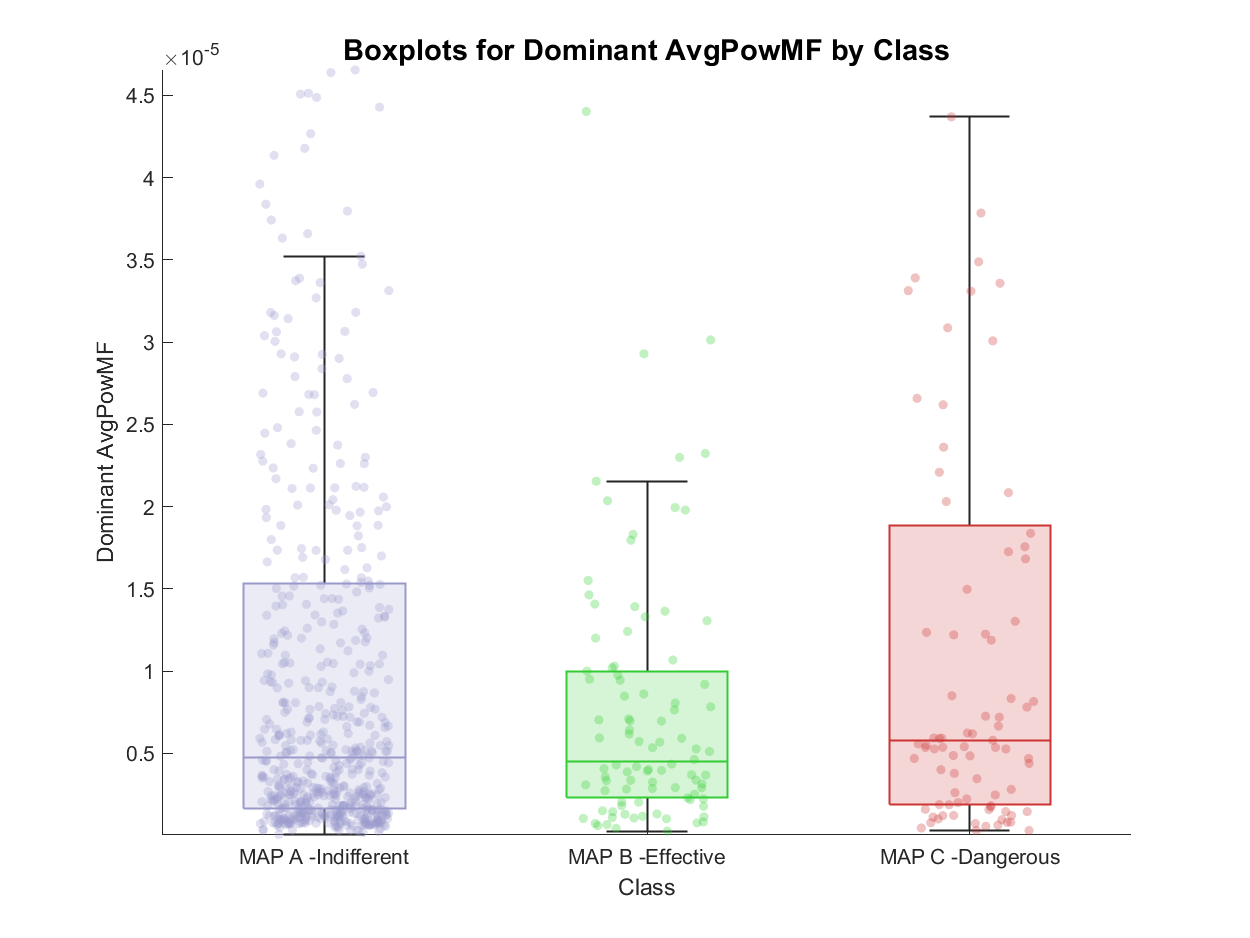 Boxplots for Dominant AvgPowMF by Class
×10-5
4.5
4
3.5
3
2.5
2
1.5
1
0.5
Dominant AvgPowMF
MAP A -Indifferent
MAP B -Effective
MAP C -Dangerous
Class